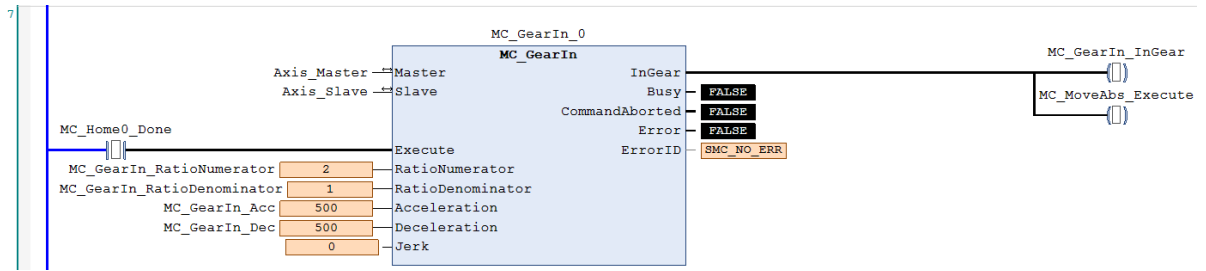 7
MC_GearIn_0
MC_GearIn
MC_GearIn_InGear
Axis_Master Master InGear
Axis_Slave Slave Busy FALSE
MC_MoveAbs_Execute
CommandAborted FALSE
MC_Home0_Done Error FALSE
Execute ErrorID SMC_NO_ERR
MC_GearIn_RatioNumerator 2 RatioNumerator
MC_GearIn_RatioDenominator 1 RatioDenominator
MC_GearIn_Acc 500 Acceleration
MC_GearIn_Dec 500 Deceleration
0 Jerk